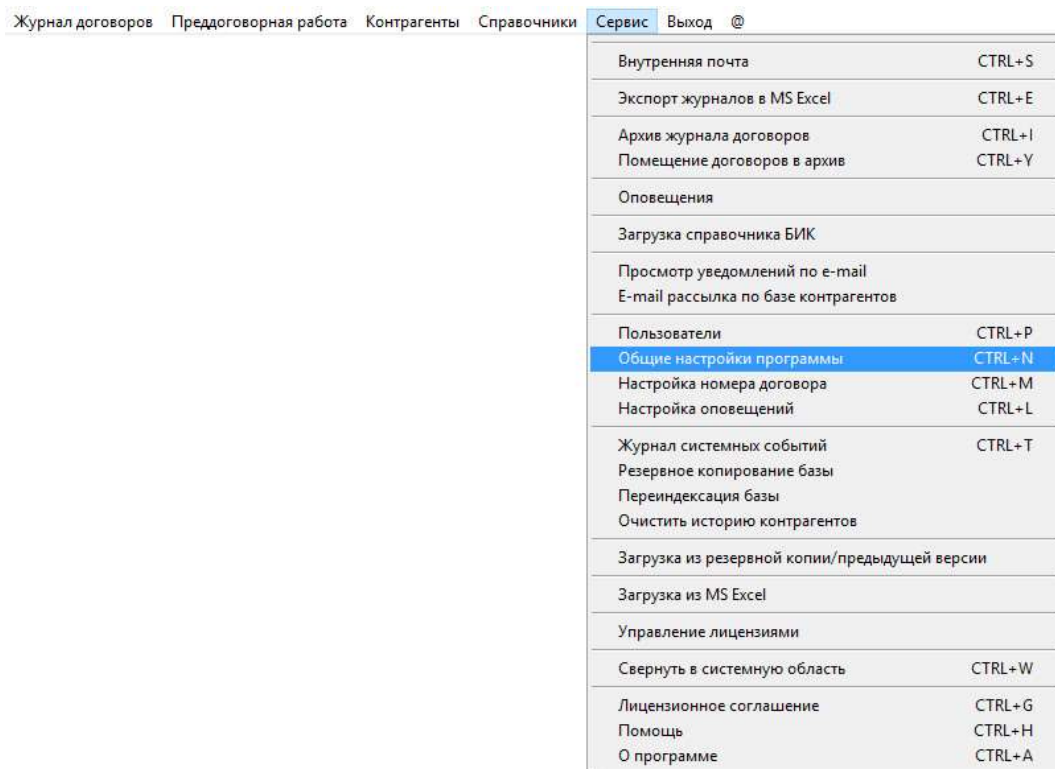 Журнал договоров Преддоговорная работа Контрагенты Справочники Сервис Выход @
Внутренняя почта CTRL+S
Экспорт журналов в MS Excel CTRL+E
Архив журнала договоров CTRL+I
Помещение договоров в архив CTRL+Y
Оповещения
Загрузка справочника БИК
Просмотр уведомлений по e-mail
E-mail рассылка по базе контрагентов
Пользователи CTRL+P
Общие настройки программы CTRL+N
Настройка номера договора CTRL+M
Настройка оповещений CTRL+L
Журнал системных событий CTRL+T
Резервное копирование базы
Переиндексация базы
Очистить историю контрагентов
Загрузка из резервной копии/предыдущей версии
Загрузка из MS Excel
Управление лицензиями
Свернуть в системную область CTRL+W
Лицензионное соглашение CTRL+G
Помощь CTRL+H
О программе CTRL+A